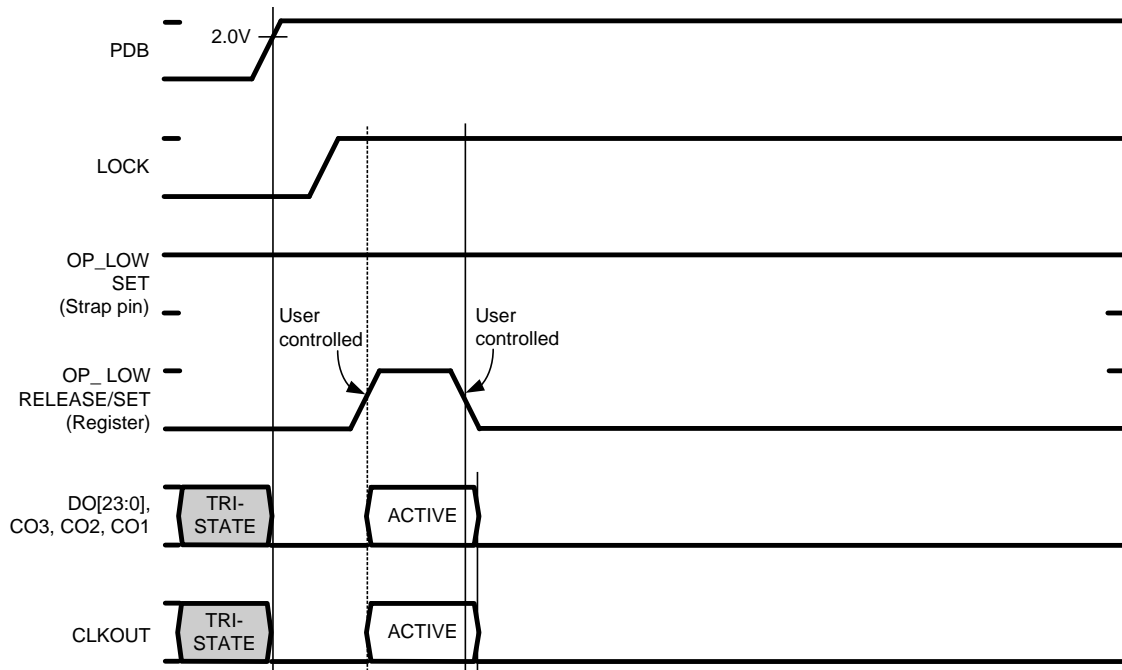 PDB
2.0V
LOCK
OP_LOW
SET
(Strap pin)
User
controlled
User
controlled
OP_ LOW
RELEASE/SET
(Register)
DO[23:0],
CO3, CO2, CO1
TRI-
STATE
ACTIVE
CLKOUT
TRI-
STATE
ACTIVE